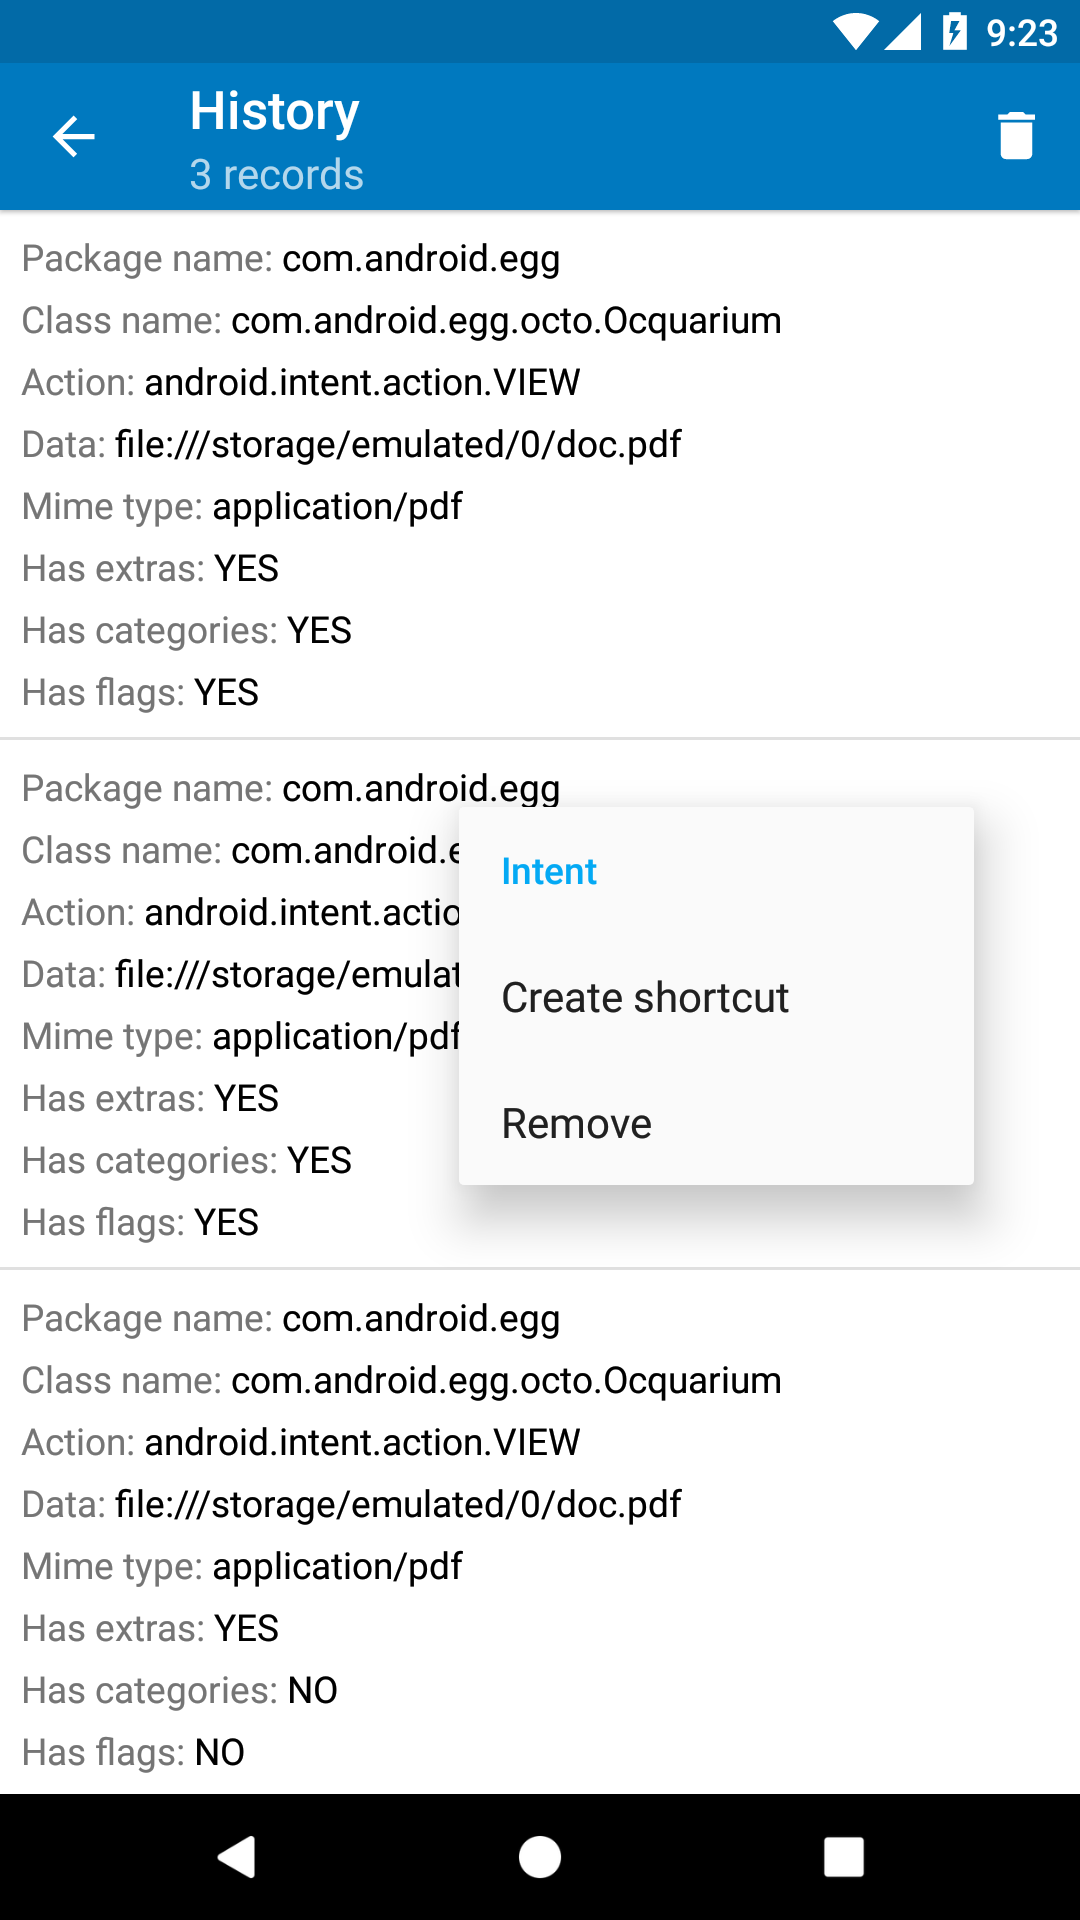 9:23
History
3 records
Package name: com.android.egg
Class name: com.android.egg.octo.Ocquarium
Action: android.intent.action.VIEW
Data: file:///storage/emulated/0/doc.pdf
Mime type: application/pdf
Has extras: YES
Has categories: YES
Has flags: YES
Package name: com.android.egg
Class name: com.android.e
Action: android.intent.actio
Data: file:///storage/emulat
Mime type: application/pdf
Has extras: YES
Has categories: YES
Has flags: YES
Intent
Create shortcut
Remove
Package name: com.android.egg
Class name: com.android.egg.octo.Ocquarium
Action: android.intent.action.VIEW
Data: file:///storage/emulated/0/doc.pdf
Mime type: application/pdf
Has extras: YES
Has categories: NO
Has flags: NO